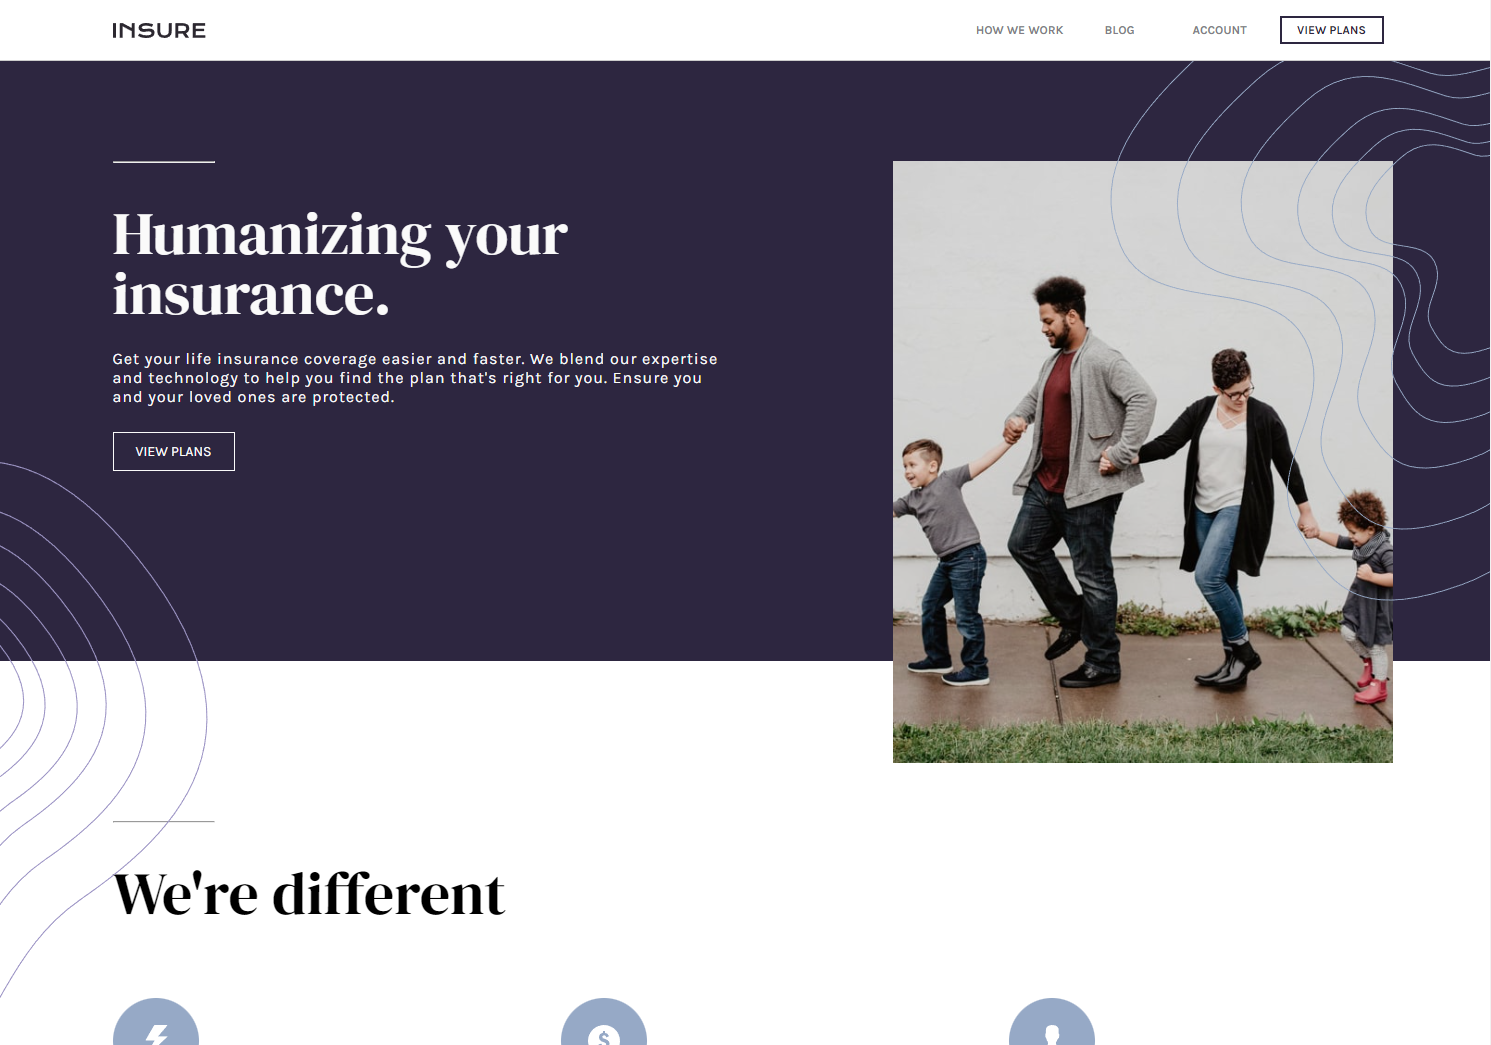 INSURE
HOW WE WORK
BLOG
ACCOUNT
VIEW PLANS
Humanizing your
insurance.
Get your life insurance coverage easier and faster. We blend our expertise
and technology to help you find the plan that's right for you. Ensure you
and your loved ones are protected.
VIEW PLANS
We're different
$